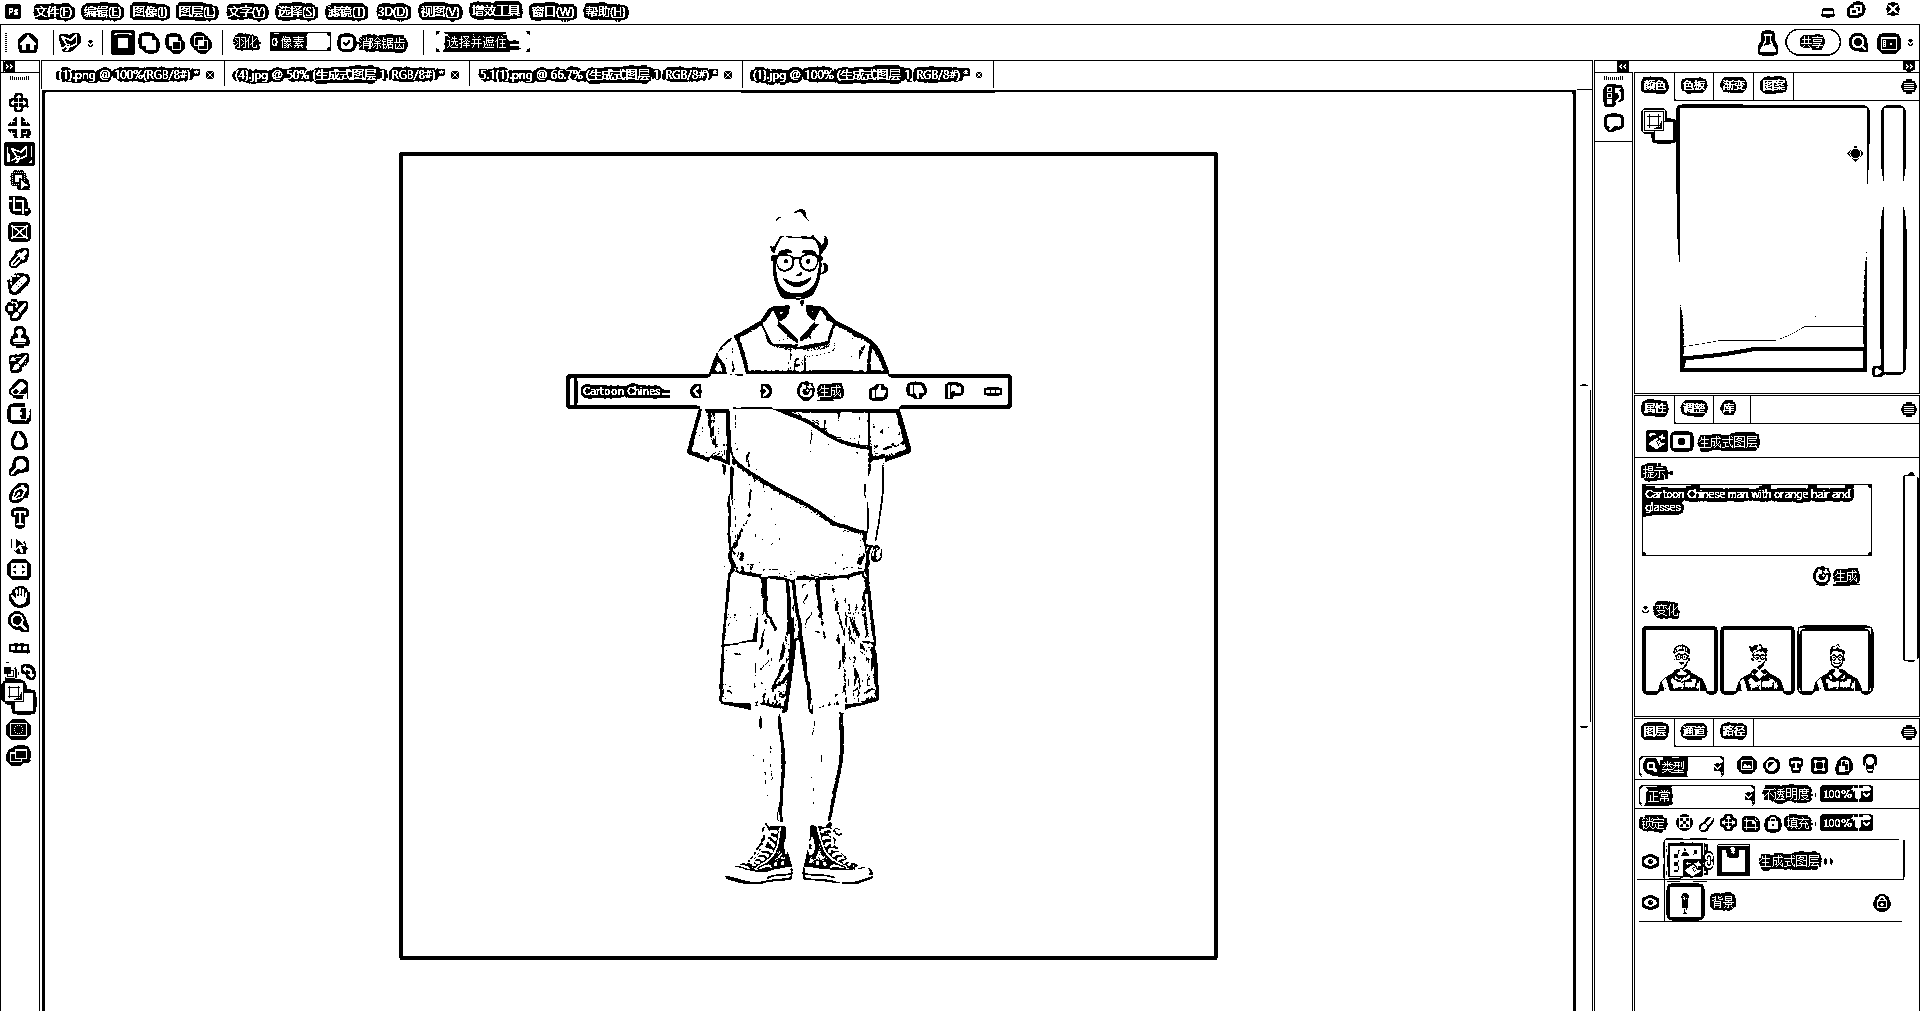 Ps 文件(F) 编辑(E) 图像(I) 图层(L) 文字(Y) 选择(S) 滤镜(T) 3D(D) 视图(V) 增效工具 窗口(W) 帮助(H)
羽化: 0 像素 消除锯齿 选择并遮住...
共享
(1).png @ 100%(RGB/8#) * (4).jpg @ 50% (生成式图层 1, RGB/8#) * 5.1(1).png @ 66.7% (生成式图层 1, RGB/8#) * (1).jpg @ 100% (生成式图层 1, RGB/8#) *
颜色 色板 渐变 图案
Cartoon Chines... 生成
属性 调整 库
生成式图层
提示:
Cartoon Chinese man with orange hair and
glasses
生成
变化
图层 通道 路径
类型
正常 不透明度: 100%
锁定: 填充: 100%
生成式图层 1
背景